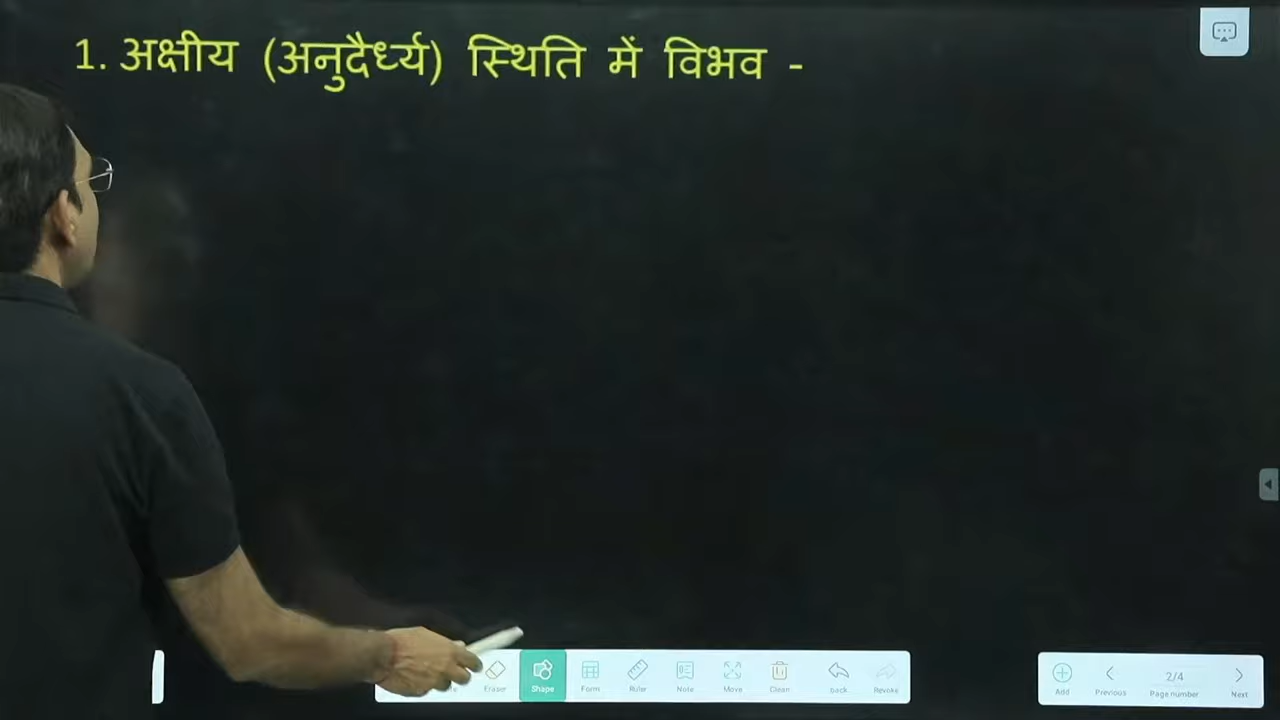 1. अक्षीय (अनुदैर्ध्य) स्थिति में विभव -
Eraser Shape Form Ruler Note Move Clean back Revoke
Add Previous 2/4 Page number Next